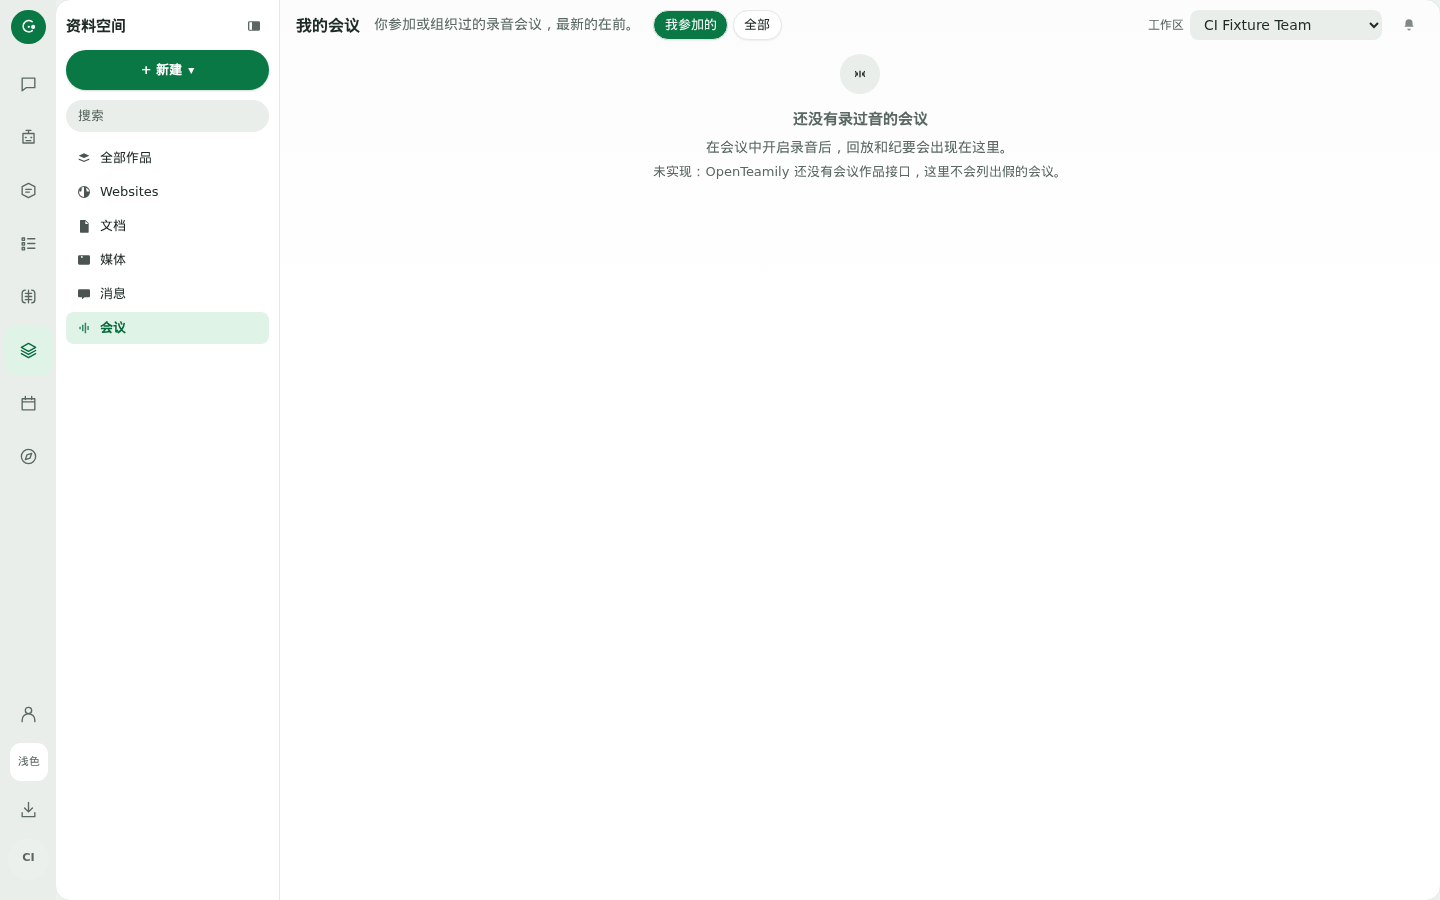 资料空间
+ 新建 ▾
搜索
全部作品
Websites
文档
媒体
消息
会议
浅色
CI
我的会议 你参加或组织过的录音会议，最新的在前。 我参加的 全部
工作区 CI Fixture Team
还没有录过音的会议
在会议中开启录音后，回放和纪要会出现在这里。
未实现：OpenTeamily 还没有会议作品接口，这里不会列出假的会议。